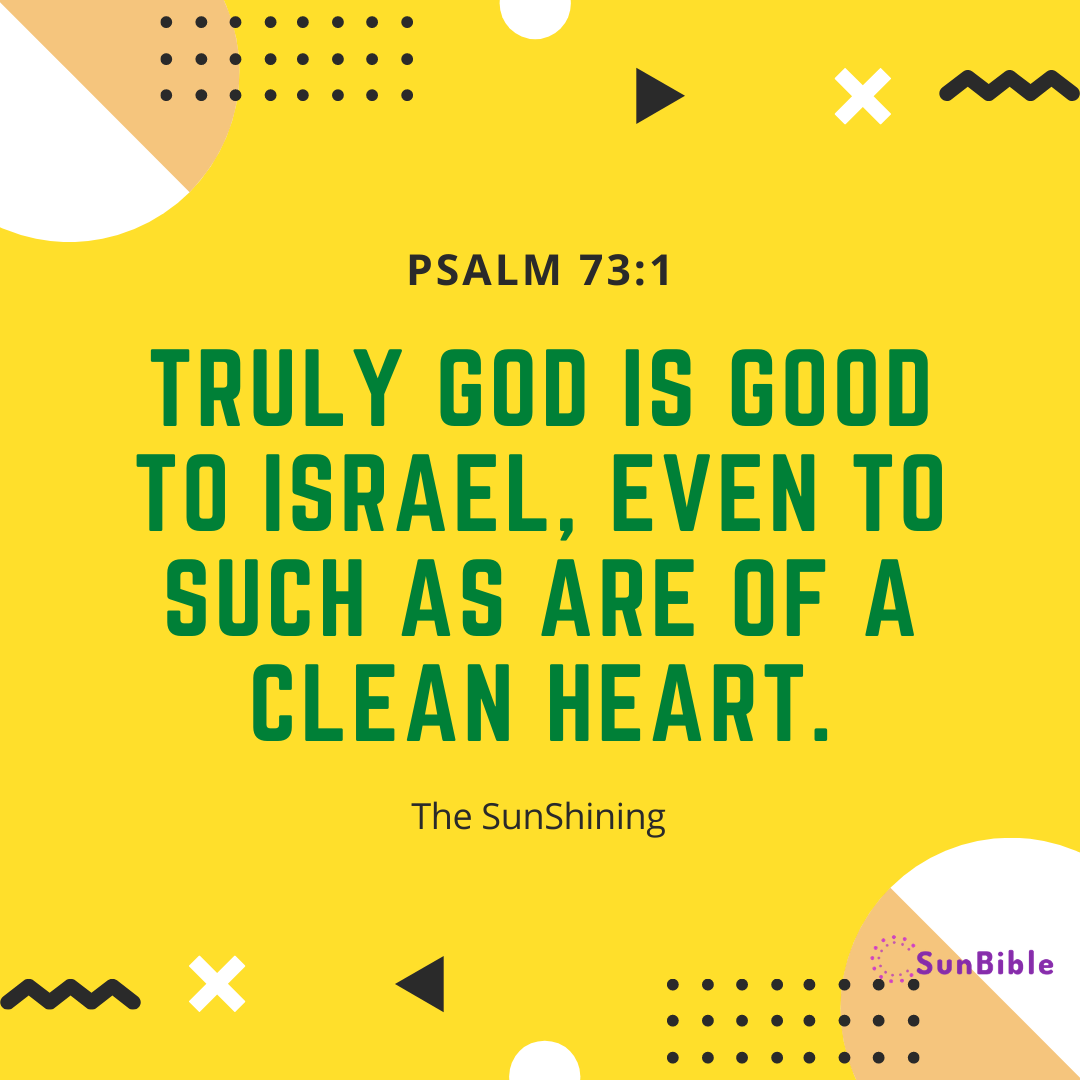 PSALM 73:1
TRULY GOD IS GOOD
TO ISRAEL, EVEN TO
SUCH AS ARE OF A
CLEAN HEART.
The SunShining
SunBible